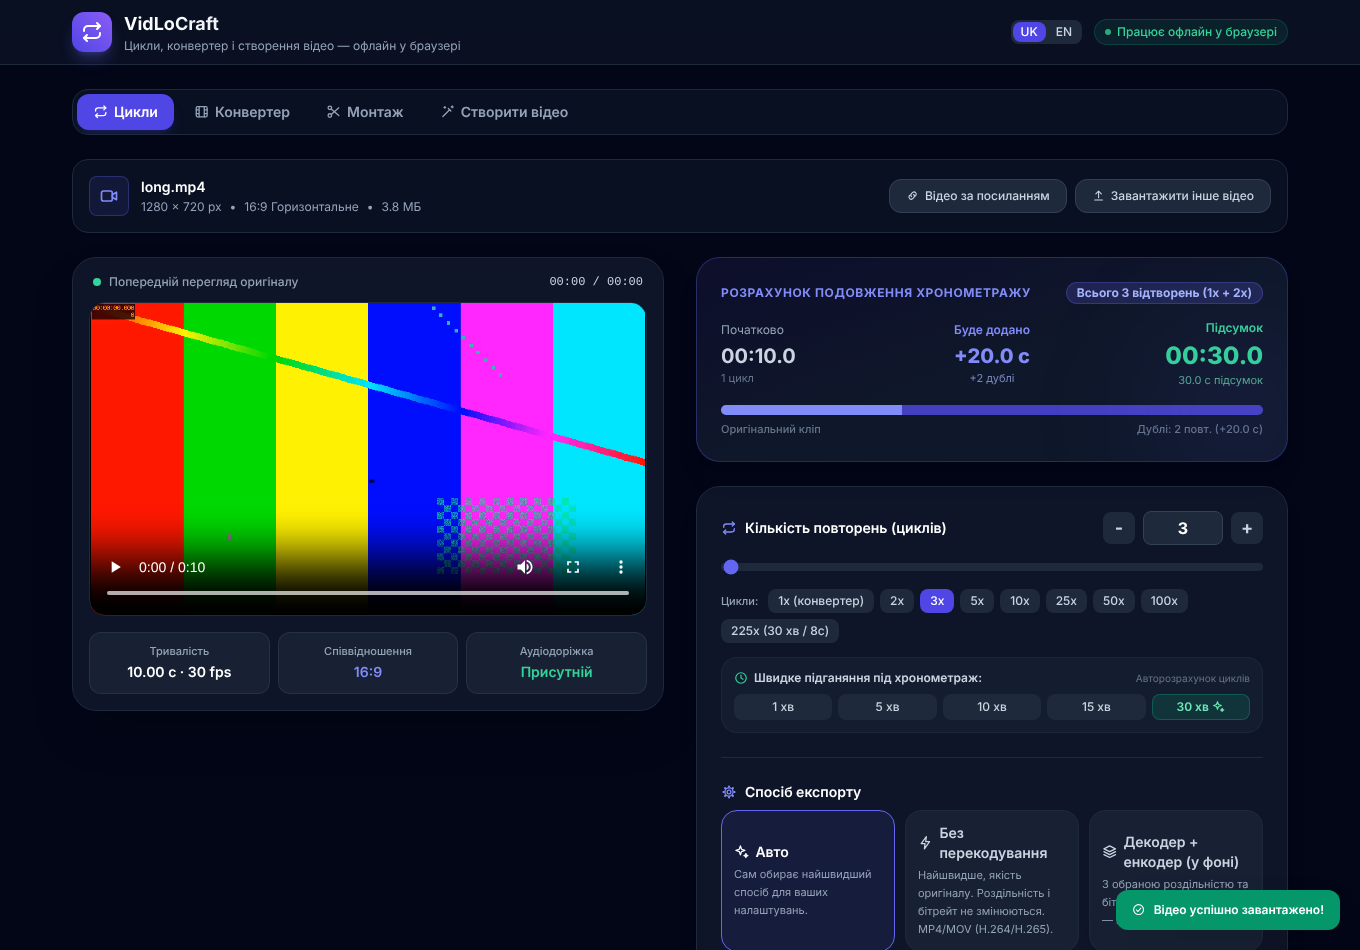 VidLoCraft
Цикли, конвертер і створення відео — офлайн у браузері
UK EN
Працює офлайн у браузері
Цикли
Конвертер
Монтаж
Створити відео
long.mp4
1280 × 720 px • 16:9 Горизонтальне • 3.8 МБ
Відео за посиланням
Завантажити інше відео
Попередній перегляд оригіналу
00:00 / 00:00
0:00 / 0:10
Тривалість
10.00 с · 30 fps
Співвідношення
16:9
Аудіодоріжка
Присутній
РОЗРАХУНОК ПОДОВЖЕННЯ ХРОНОМЕТРАЖУ
Всього 3 відтворень (1x + 2x)
Початково
00:10.0
1 цикл
Буде додано
+20.0 с
+2 дублі
Підсумок
00:30.0
30.0 с підсумок
Оригінальний кліп
Дублі: 2 повт. (+20.0 с)
Кількість повторень (циклів)
- 3 +
Цикли: 1x (конвертер) 2x 3x 5x 10x 25x 50x 100x
225x (30 хв / 8с)
Швидке підганяння під хронометраж:
Авторозрахунок циклів
1 хв 5 хв 10 хв 15 хв 30 хв
Спосіб експорту
Авто
Сам обирає найшвидший
спосіб для ваших
налаштувань.
Без
перекодування
Найшвидше, якість
оригіналу. Роздільність і
бітрейт не змінюються.
MP4/MOV (H.264/H.265).
Декодер +
енкодер (у фоні)
З обраною роздільністю та
—
Відео успішно завантажено!